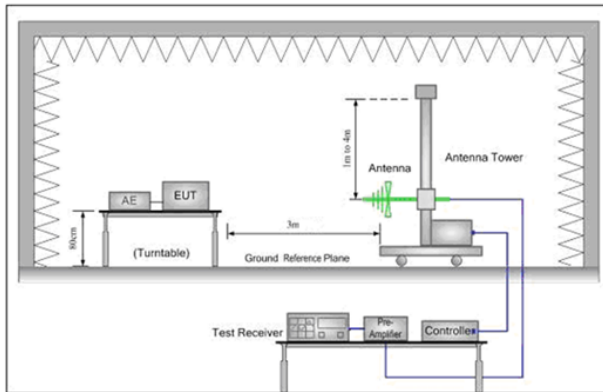 1m to 4m
Antenna
Antenna Tower
AE
EUT
80cm
(Turntable)
3m
Ground Reference Plane
Test Receiver
Pre-
Amplifier
Controller